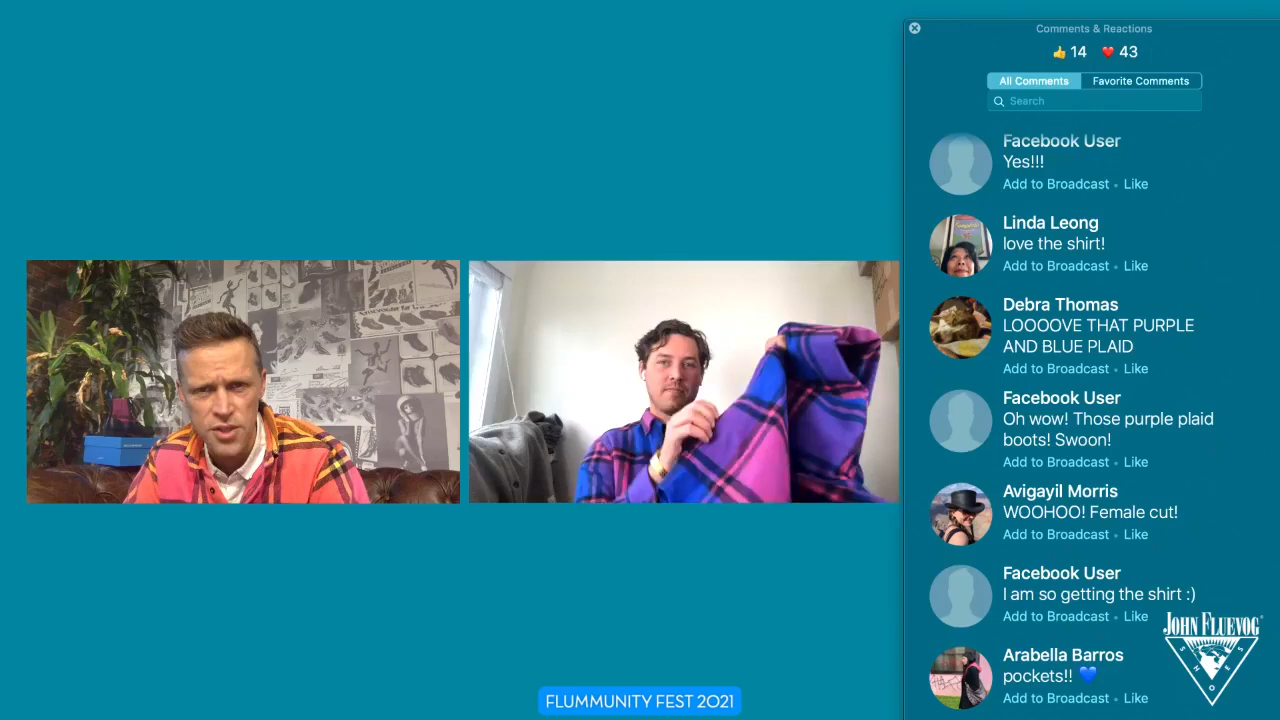 Comments & Reactions
👍 14 ❤️ 43
All Comments Favorite Comments
Search
Facebook User
Yes!!!
Add to Broadcast • Like
Linda Leong
love the shirt!
Add to Broadcast • Like
Debra Thomas
LOOOOVE THAT PURPLE
AND BLUE PLAID
Add to Broadcast • Like
Facebook User
Oh wow! Those purple plaid
boots! Swoon!
Add to Broadcast • Like
Avigayil Morris
WOOHOO! Female cut!
Add to Broadcast • Like
Facebook User
I am so getting the shirt :)
Add to Broadcast • Like
Arabella Barros
pockets!! 💙
Add to Broadcast • Like
JOHN FLUEVOG
SHOES
FLUMMUNITY FEST 2021